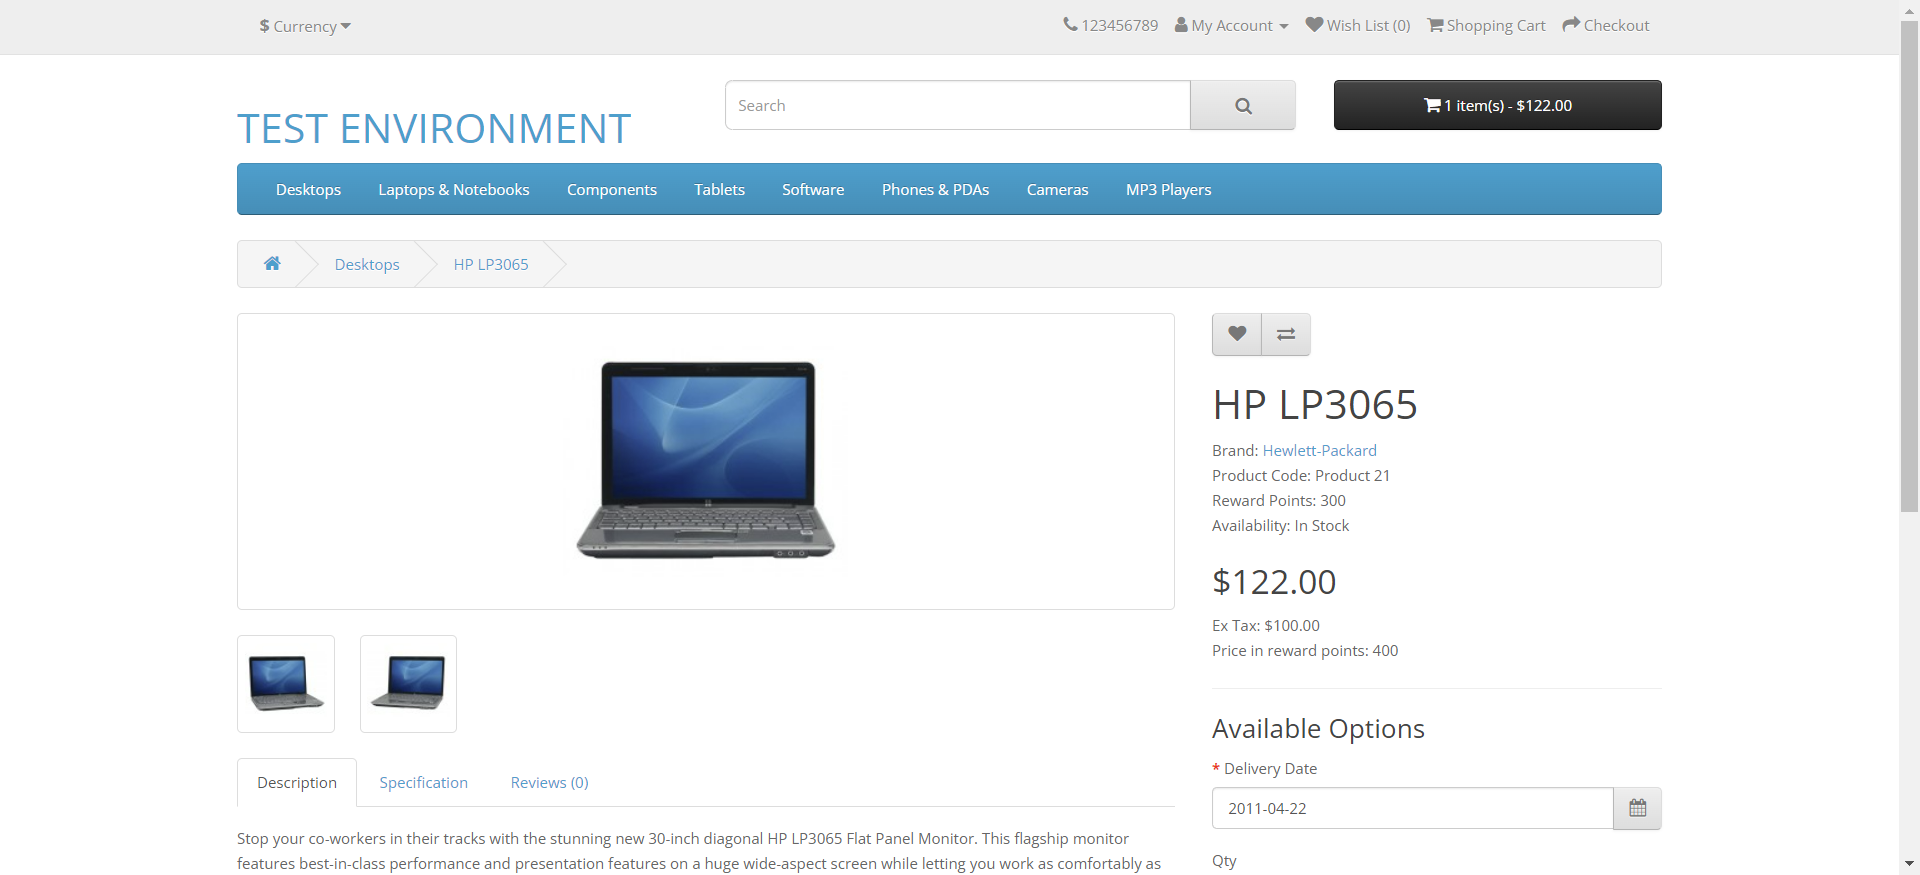 $ Currency
123456789 My Account Wish List (0) Shopping Cart Checkout
TEST ENVIRONMENT
Search
1 item(s) - $122.00
Desktops Laptops & Notebooks Components Tablets Software Phones & PDAs Cameras MP3 Players
Desktops HP LP3065
HP LP3065
Brand: Hewlett-Packard
Product Code: Product 21
Reward Points: 300
Availability: In Stock
$122.00
Ex Tax: $100.00
Price in reward points: 400
Available Options
* Delivery Date
2011-04-22
Qty
Description Specification Reviews (0)
Stop your co-workers in their tracks with the stunning new 30-inch diagonal HP LP3065 Flat Panel Monitor. This flagship monitor
features best-in-class performance and presentation features on a huge wide-aspect screen while letting you work as comfortably as